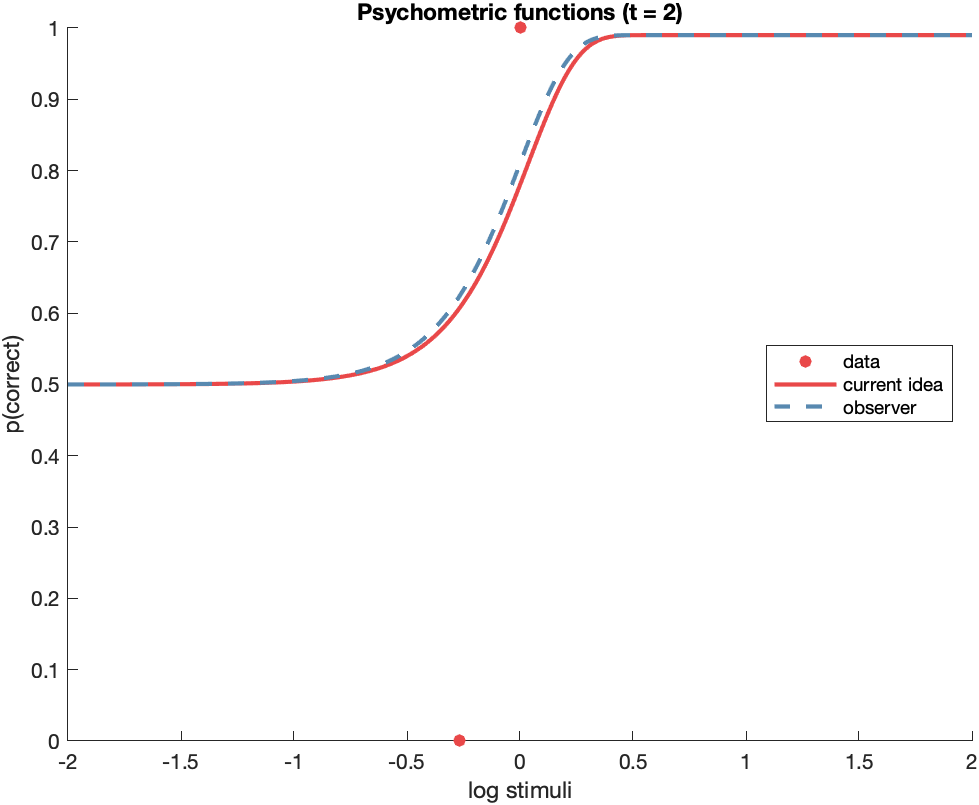 Psychometric functions (t = 2)
1
0.9
0.8
0.7
0.6
0.5
0.4
0.3
0.2
0.1
0
p(correct)
data
current idea
observer
-2 -1.5 -1 -0.5 0 0.5 1 1.5 2
log stimuli